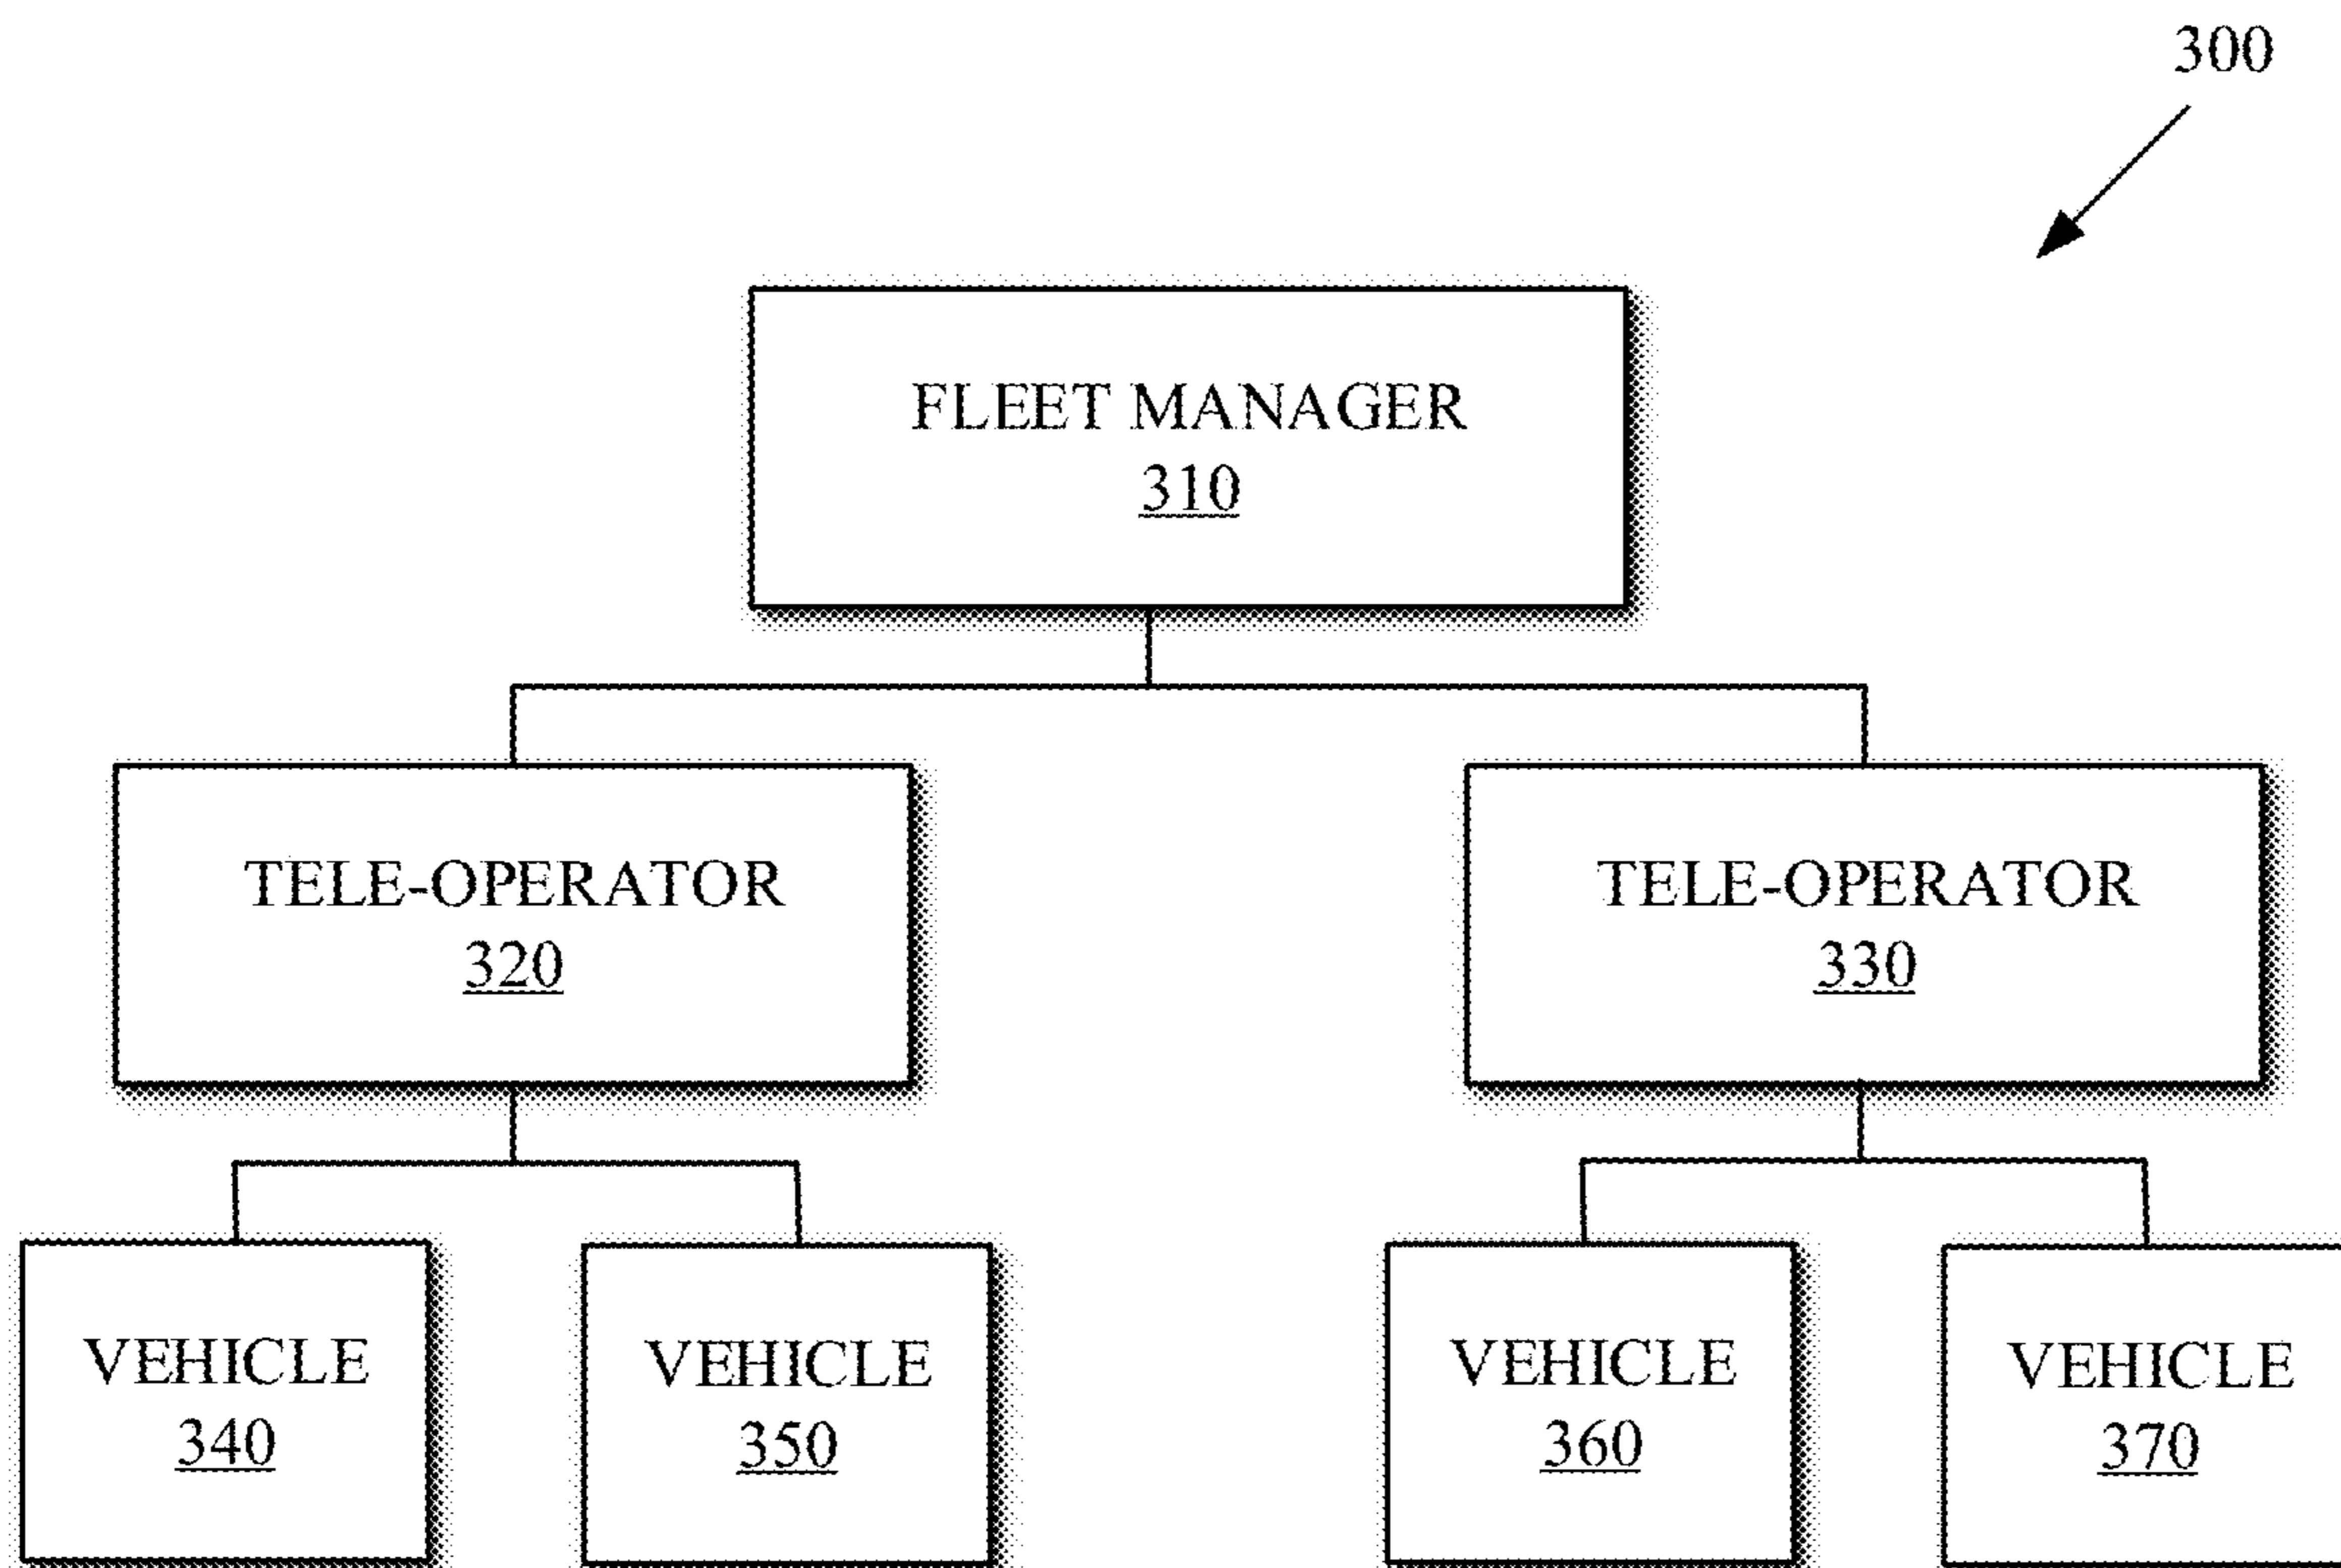 300
FLEET MANAGER
310
TELE-OPERATOR
320
TELE-OPERATOR
330
VEHICLE
340
VEHICLE
350
VEHICLE
360
VEHICLE
370